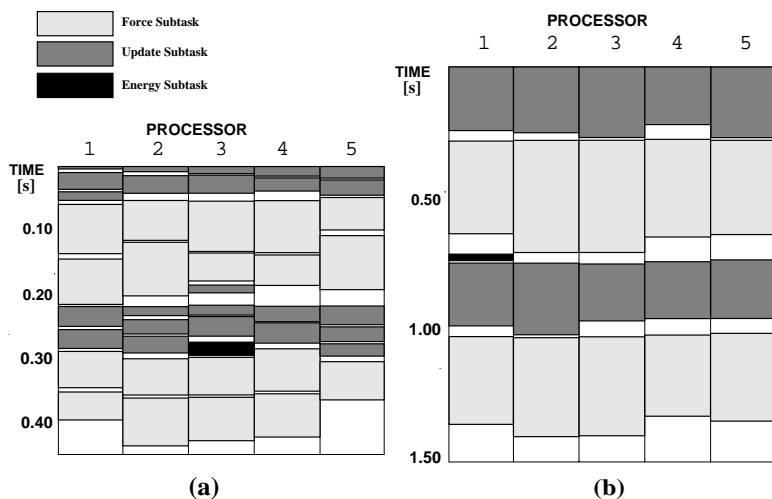 Force Subtask
Update Subtask
Energy Subtask
PROCESSOR
1 2 3 4 5
TIME
[s]
0.10
0.20
0.30
0.40
(a)
PROCESSOR
1 2 3 4 5
TIME
[s]
0.50
1.00
1.50
(b)